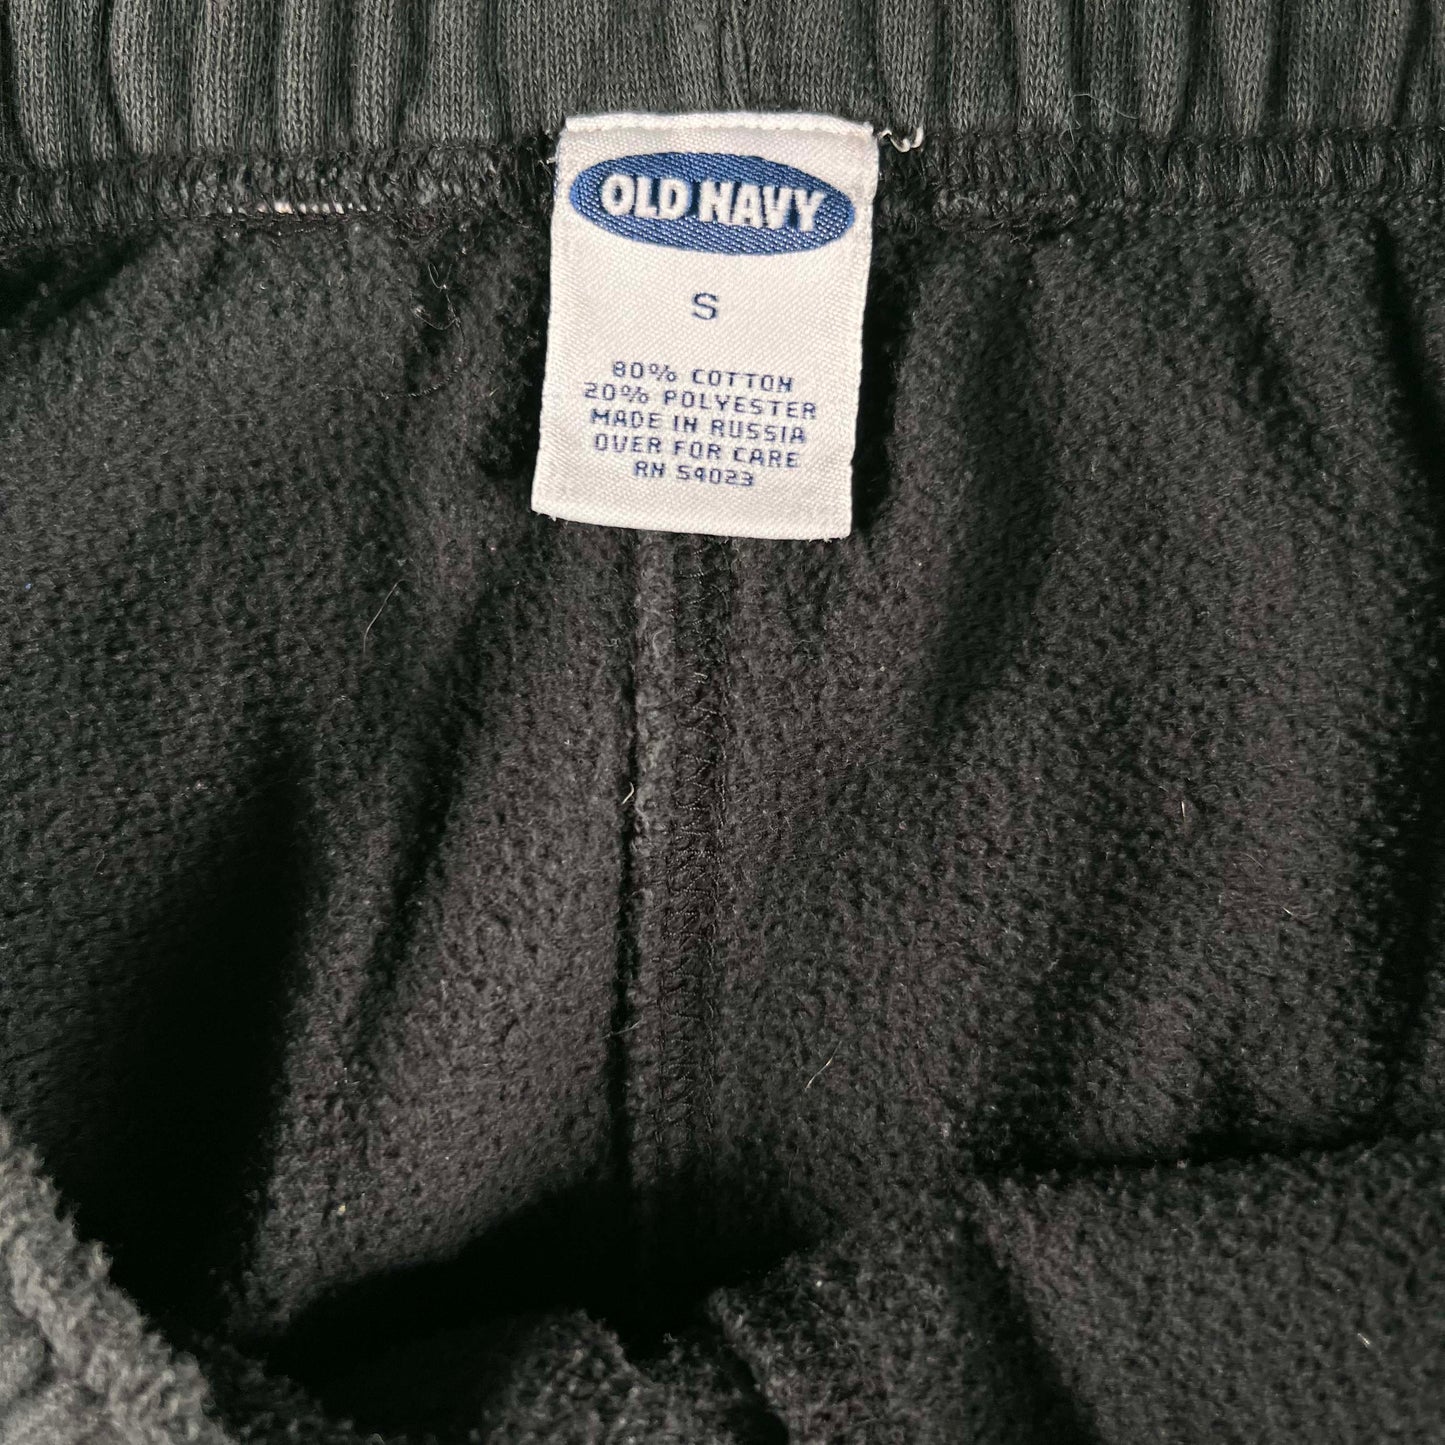 OLD NAVY
S
80% COTTON
20% POLYESTER
MADE IN RUSSIA
OVER FOR CARE
RN 54023